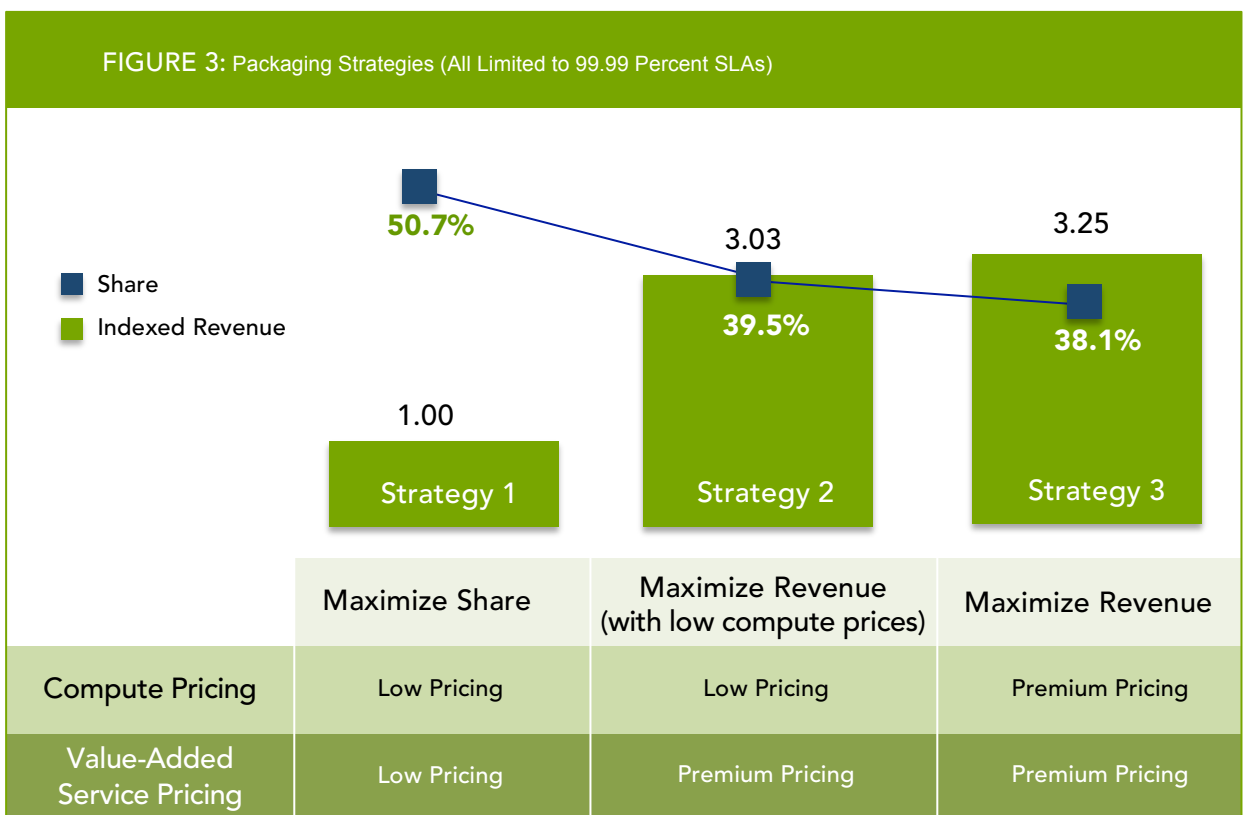 FIGURE 3: Packaging Strategies (All Limited to 99.99 Percent SLAs)
50.7%
3.03
3.25
Share
Indexed Revenue
39.5%
38.1%
1.00
Strategy 1
Strategy 2
Strategy 3
Maximize Share
Maximize Revenue
(with low compute prices)
Maximize Revenue
Compute Pricing
Low Pricing
Low Pricing
Premium Pricing
Value-Added
Service Pricing
Low Pricing
Premium Pricing
Premium Pricing